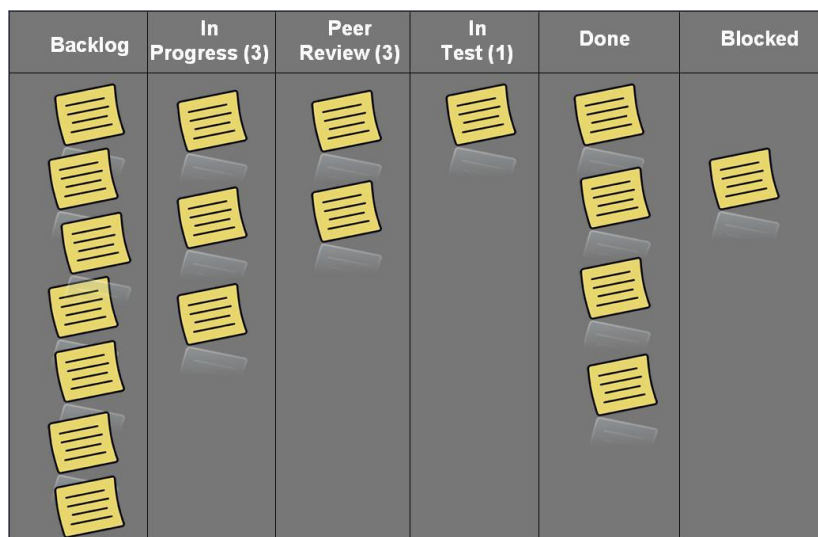 Backlog
In
Progress (3)
Peer
Review (3)
In
Test (1)
Done
Blocked